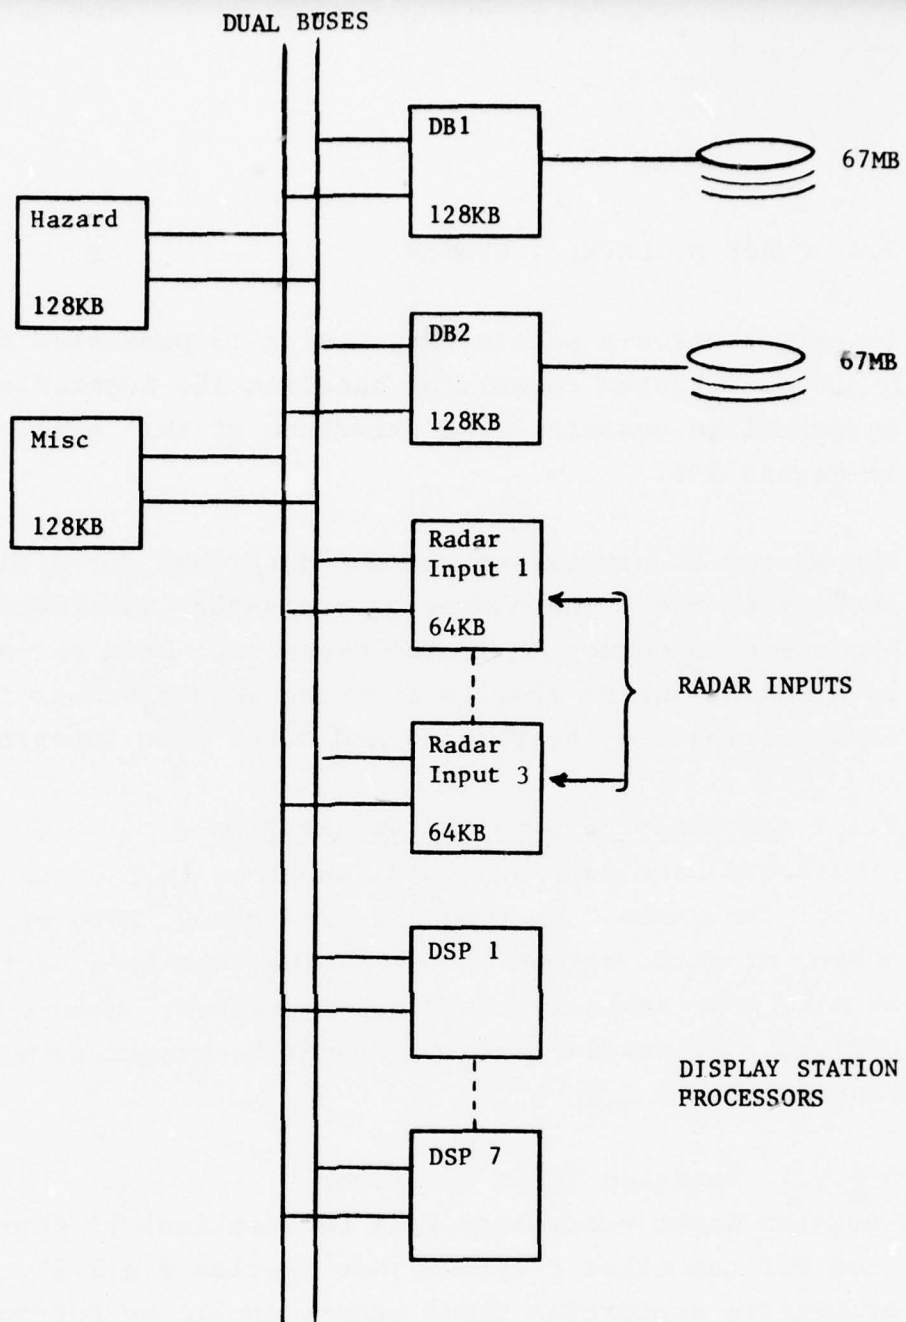 DUAL BUSES
DB1
128KB
67MB
Hazard
128KB
DB2
128KB
67MB
Misc
128KB
Radar
Input 1
64KB
RADAR INPUTS
Radar
Input 3
64KB
DSP 1
DISPLAY STATION
PROCESSORS
DSP 7